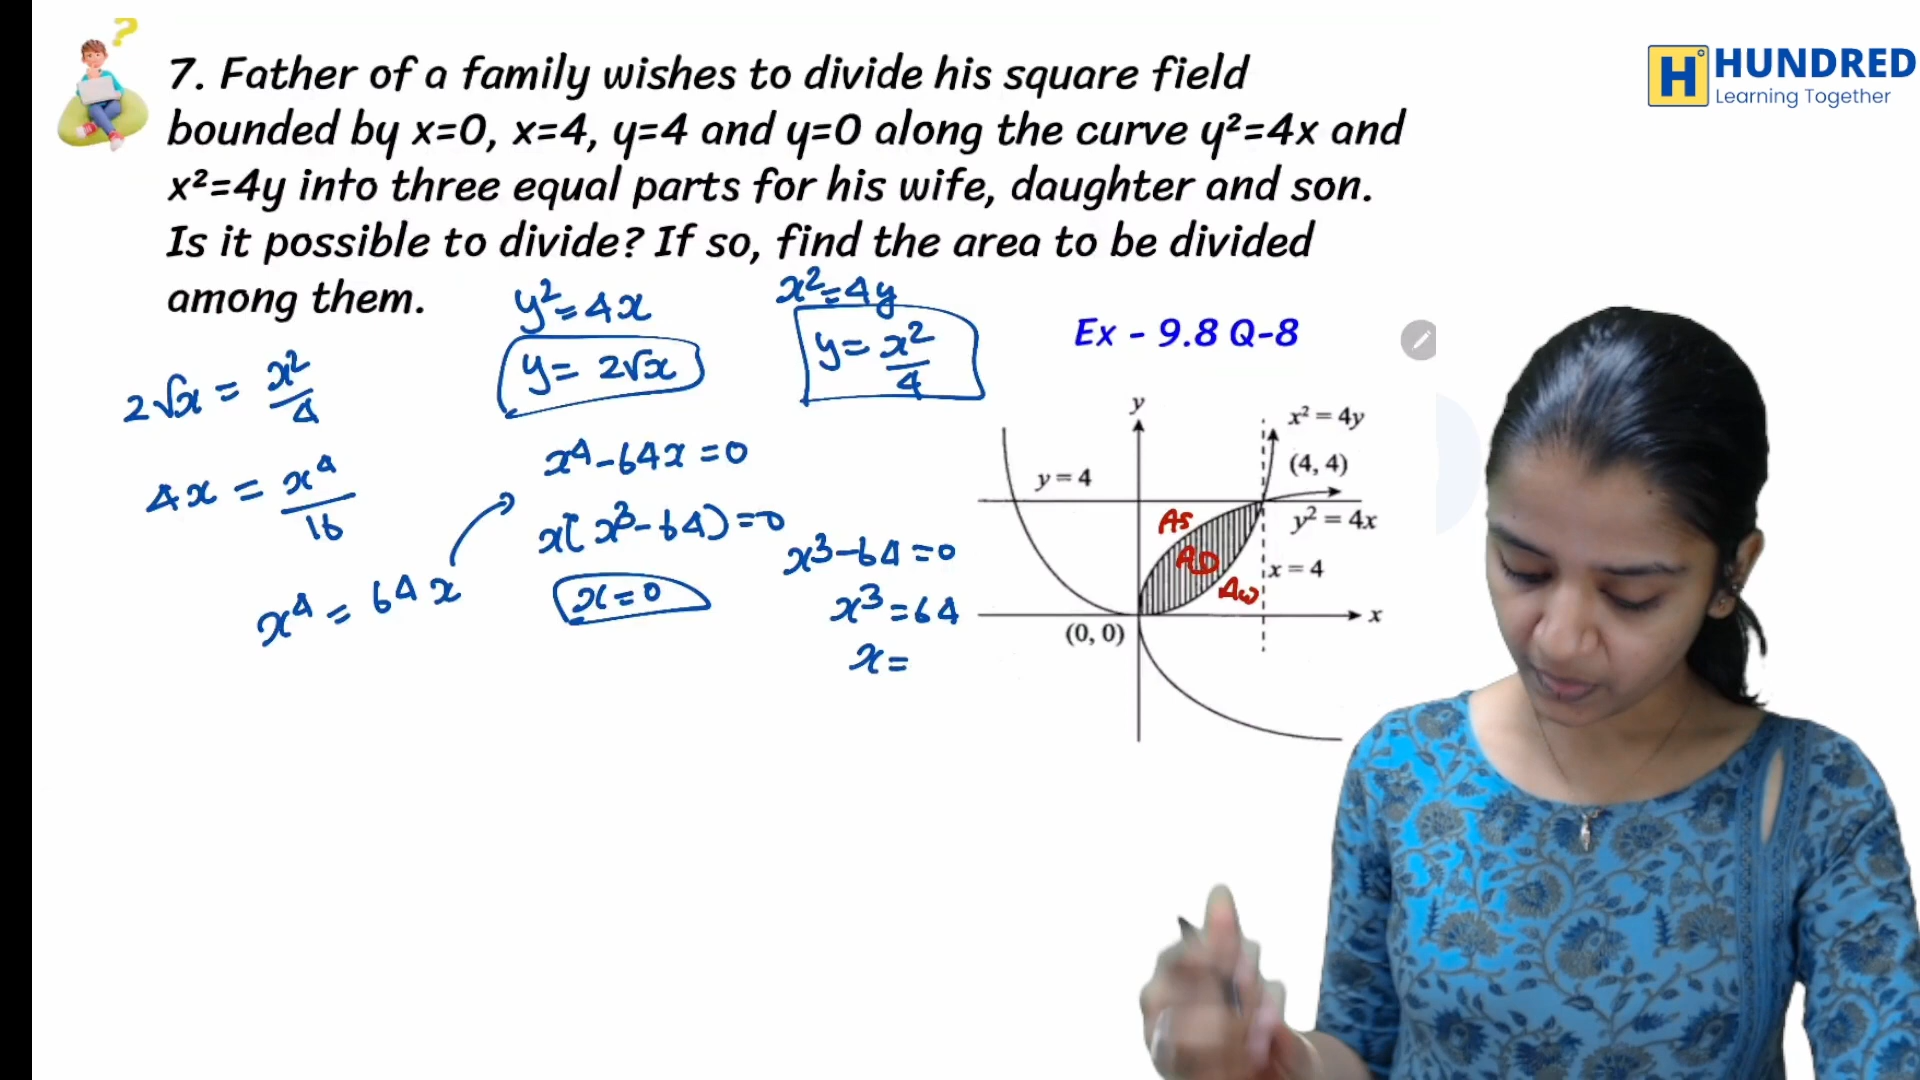 7. Father of a family wishes to divide his square field
bounded by x=0, x=4, y=4 and y=0 along the curve y²=4x and
x²=4y into three equal parts for his wife, daughter and son.
Is it possible to divide? If so, find the area to be divided
among them.
HUNDRED
Learning Together
Ex - 9.8 Q-8
y²=4x
y= 2√x
x²=4y
y= x²/4
2√x = x²/4
4x = x⁴/16
x⁴ = 64x
x⁴-64x=0
x[x³-64)=0
x=0
x³-64=0
x³=64
x=
y
x² = 4y
(4, 4)
y = 4
y² = 4x
As
AD
Aw
x = 4
x
(0, 0)